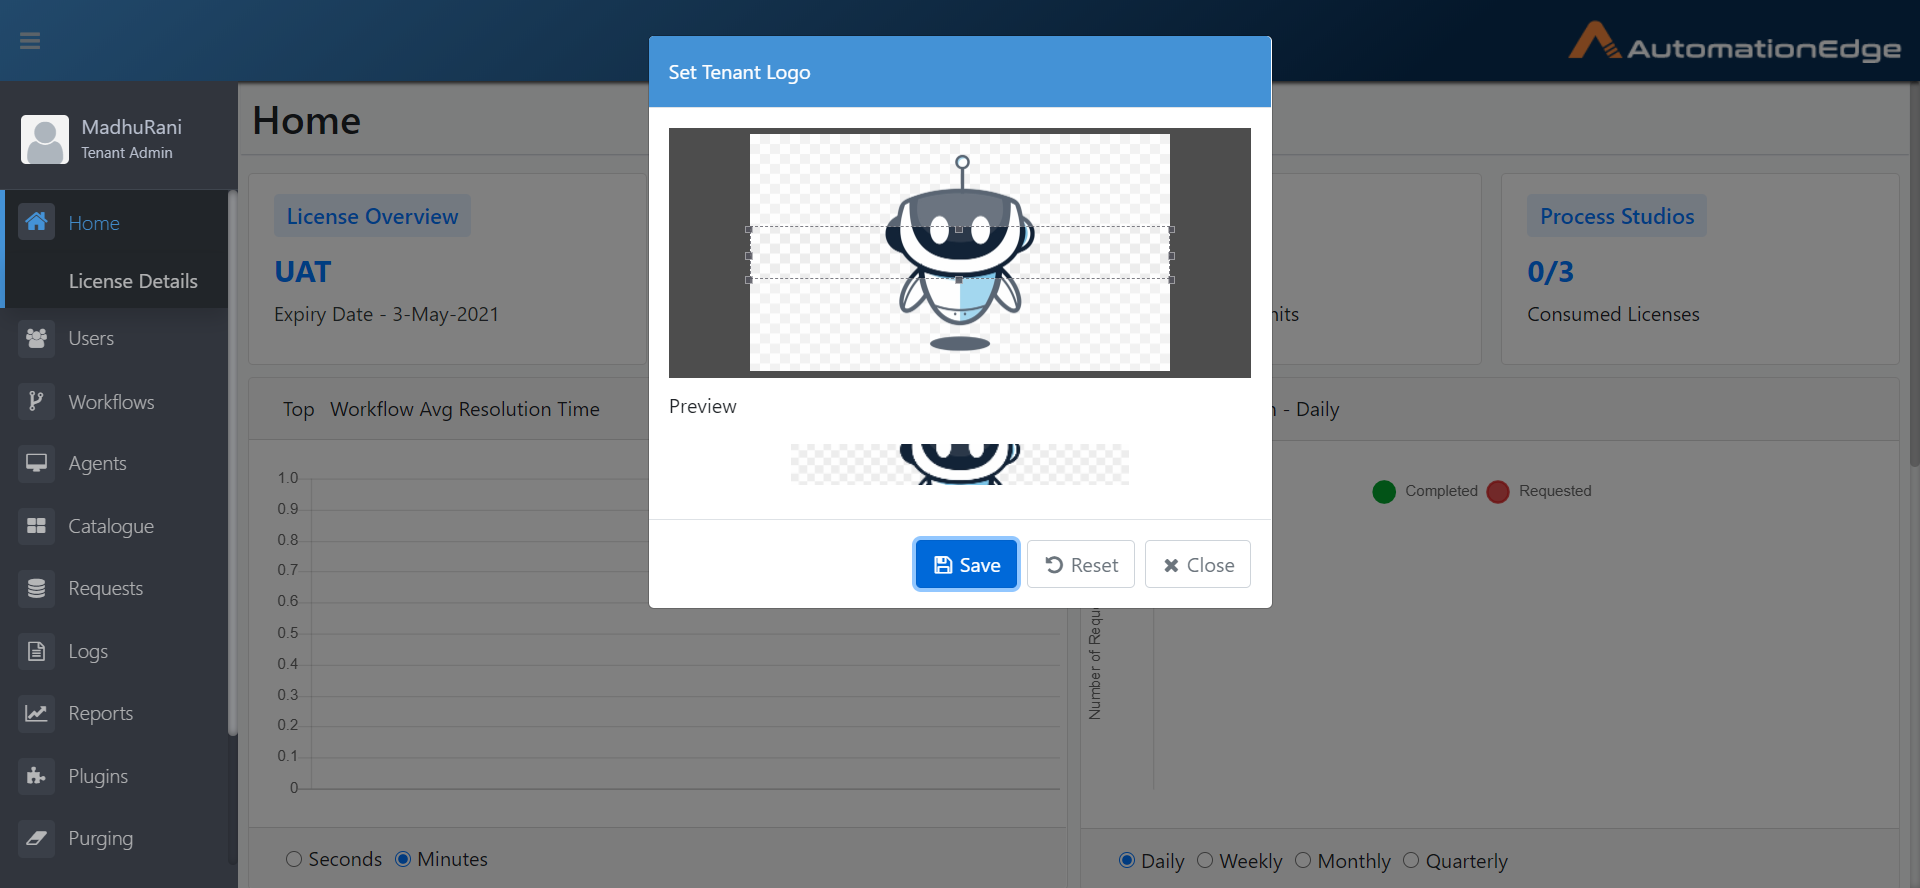 AutomationEdge
MadhuRani
Tenant Admin
Home
License Details
Users
Workflows
Agents
Catalogue
Requests
Logs
Reports
Plugins
Purging
Home
License Overview
UAT
Expiry Date - 3-May-2021
Process Studios
0/3
Consumed Licenses
Top Workflow Avg Resolution Time
1.0
0.9
0.8
0.7
0.6
0.5
0.4
0.3
0.2
0.1
0
Seconds Minutes
- Daily
Completed Requested
Number of Requ
Daily Weekly Monthly Quarterly
Set Tenant Logo
Preview
Save Reset Close